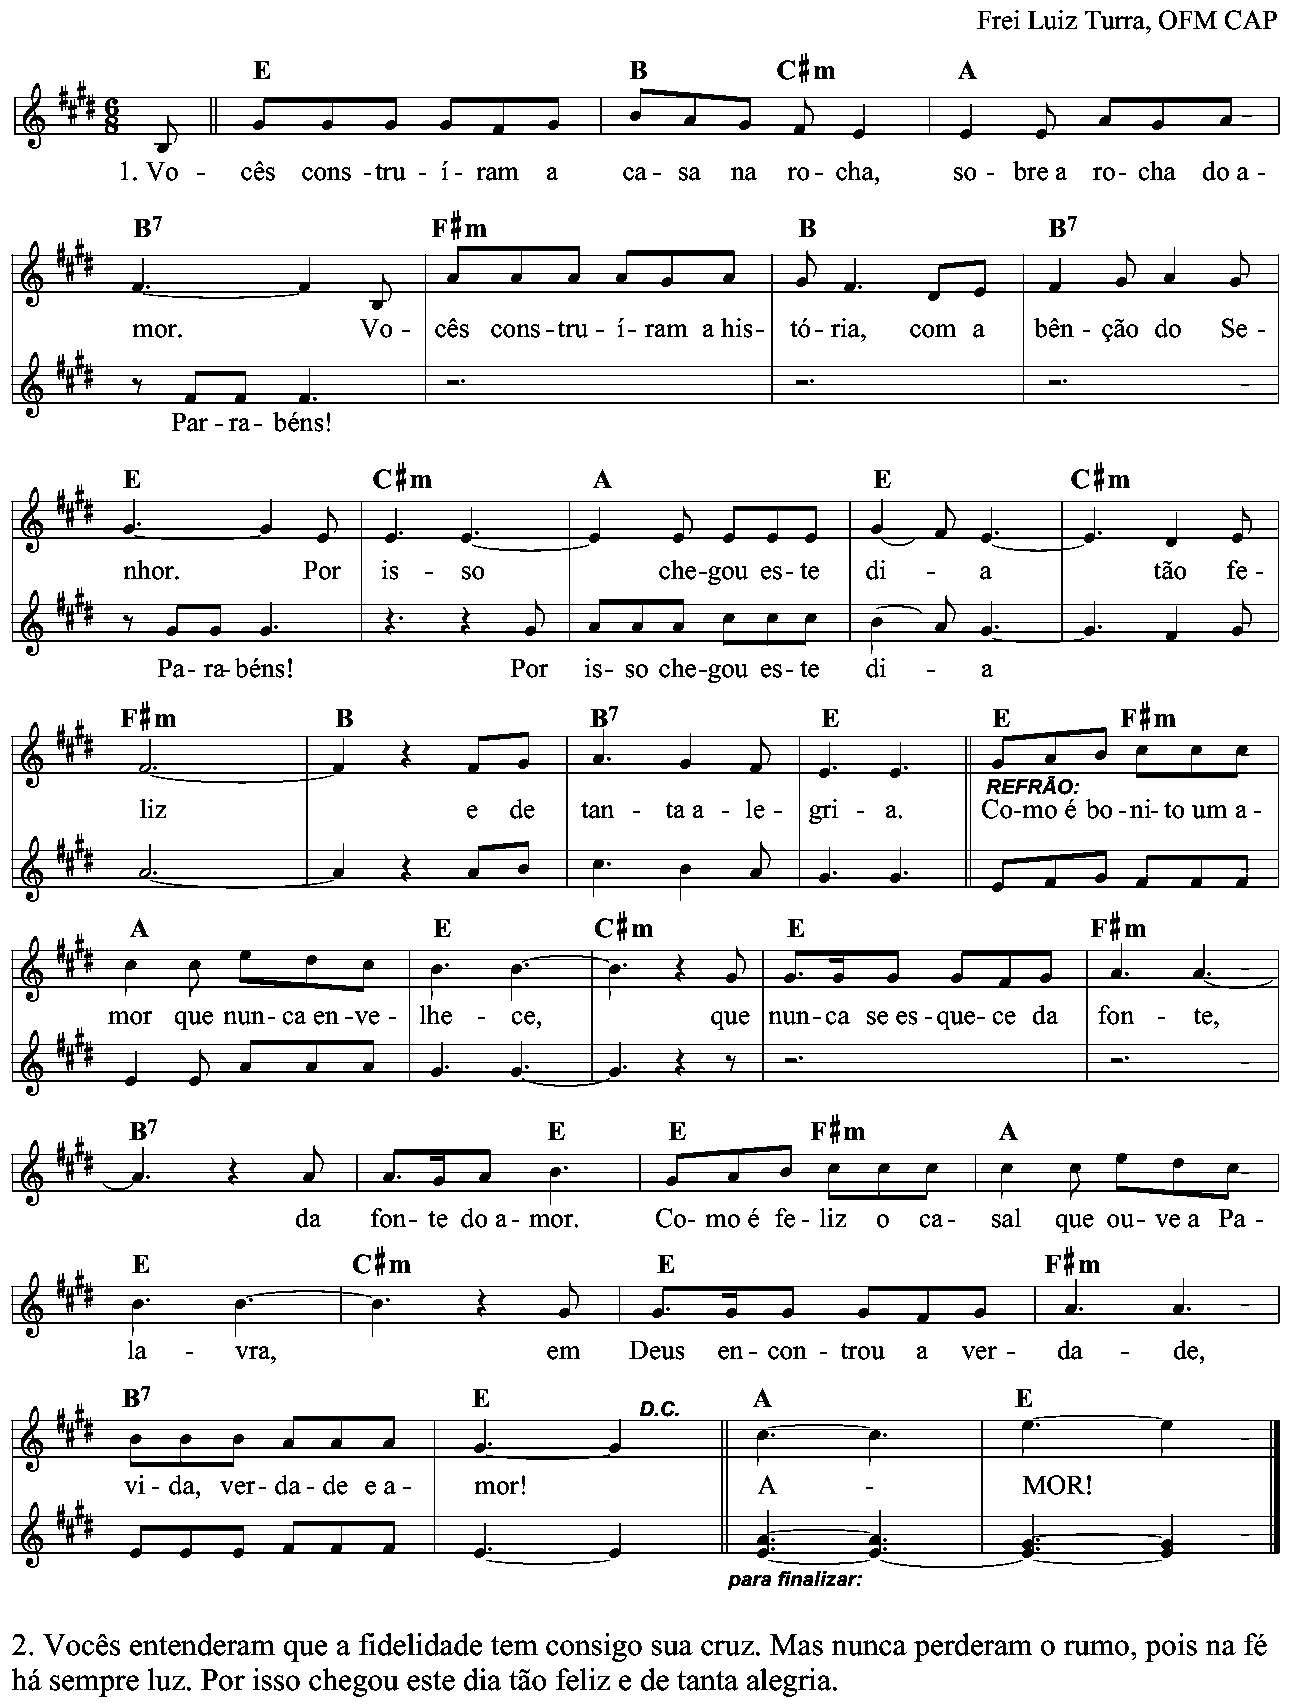 Frei Luiz Turra, OFM CAP
E B C#m A
6
8
1. Vo - cês cons -tru - í- ram a ca- sa na ro- cha, so- bre a ro- cha do a-
B7 F#m B B7
mor. Vo- cês cons-tru- í- ram a his- tó-ria, com a bên- ção do Se-
Par- ra- béns!
E C#m A E C#m
nhor. Por is - so che-gou es- te di - a tão fe-
Pa- ra-béns! Por is- so che-gou es- te di - a
F#m B B7 E E F#m
REFRÃO:
liz e de tan - ta a - le- gri - a. Co-mo é bo-ni-to um a-
A E C#m E F#m
mor que nun-ca en-ve- lhe - ce, que nun-ca se es-que-ce da fon - te,
B7 E E F#m A
da fon-te do a-mor. Co-mo é fe-liz o ca- sal que ou-ve a Pa-
E C#m E F#m
la - vra, em Deus en-con-trou a ver- da - de,
B7 E D.C. A E
vi-da, ver-da-de e a- mor! A - MOR!
para finalizar:
2. Vocês entenderam que a fidelidade tem consigo sua cruz. Mas nunca perderam o rumo, pois na fé
há sempre luz. Por isso chegou este dia tão feliz e de tanta alegria.